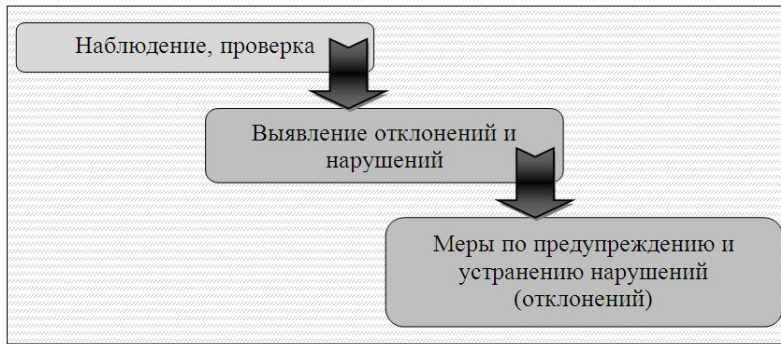 Наблюдение, проверка
Выявление отклонений и
нарушений
Меры по предупреждению и
устранению нарушений
(отклонений)